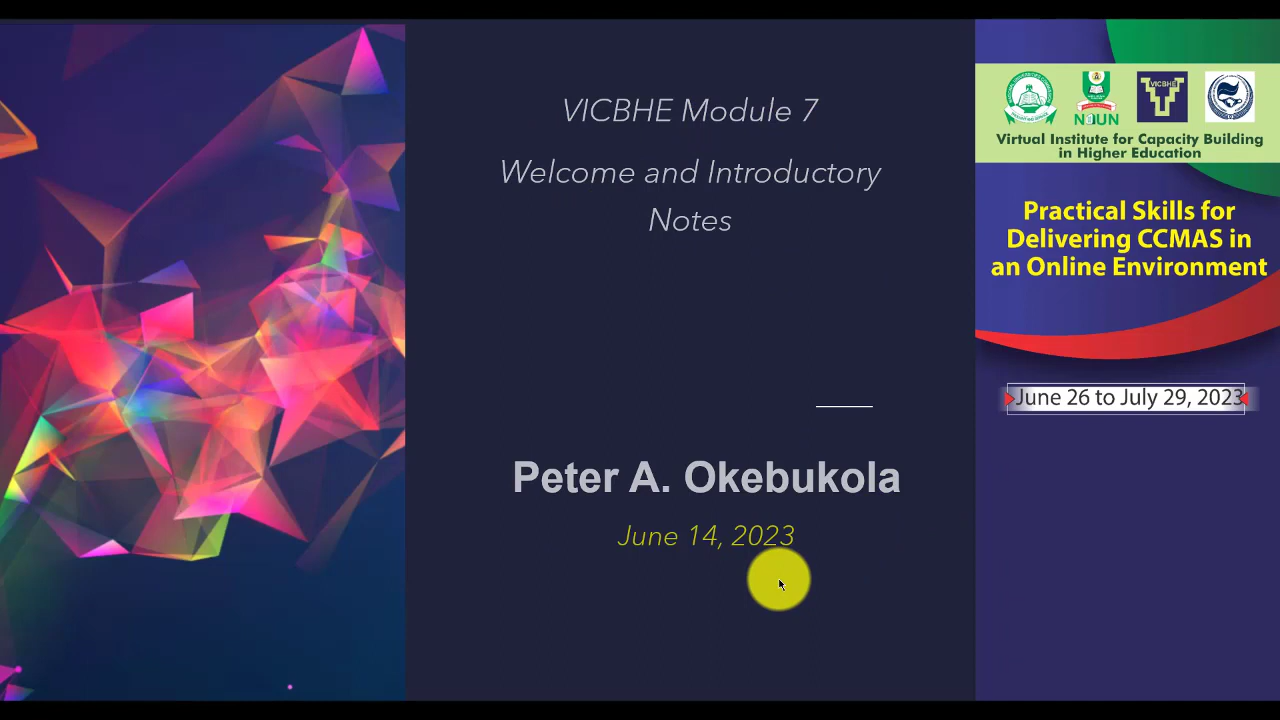 VICBHE Module 7
Welcome and Introductory
Notes
Peter A. Okebukola
June 14, 2023
NOUN
VICBHE
Virtual Institute for Capacity Building
in Higher Education
Practical Skills for
Delivering CCMAS in
an Online Environment
June 26 to July 29, 2023